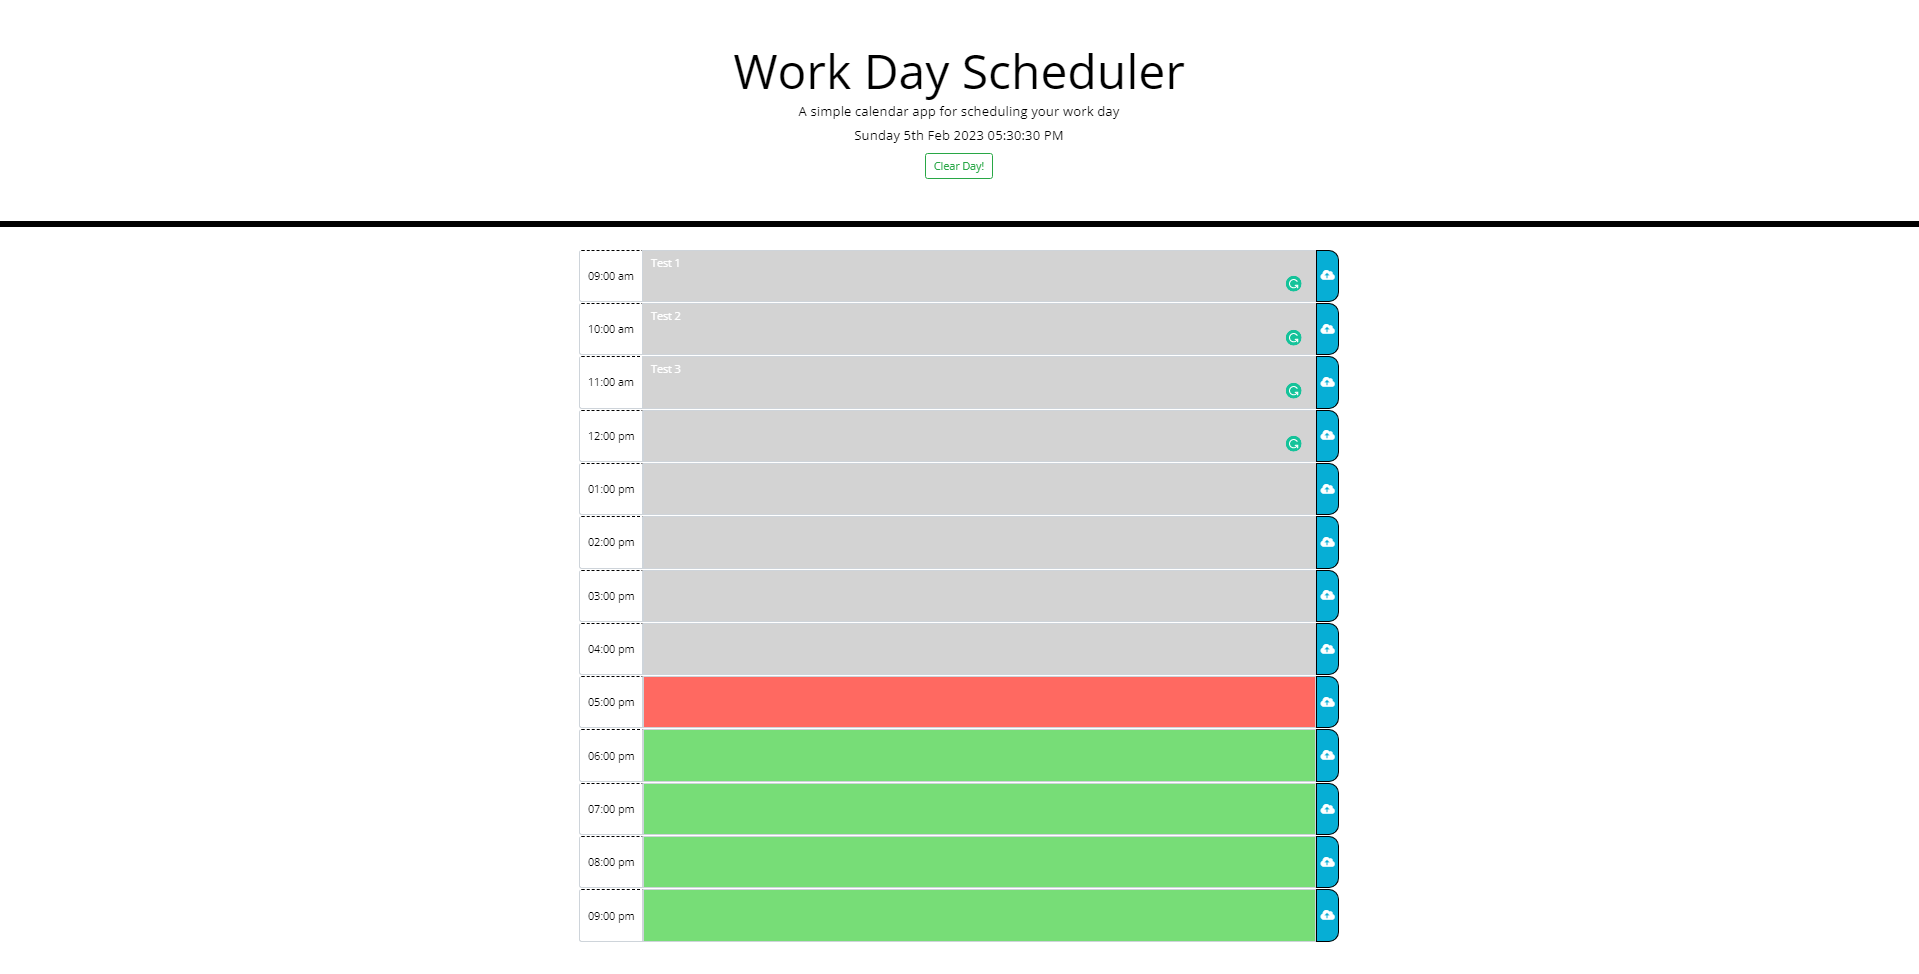 Work Day Scheduler
A simple calendar app for scheduling your work day
Sunday 5th Feb 2023 05:30:30 PM
Clear Day!
09:00 am Test 1
10:00 am Test 2
11:00 am Test 3
12:00 pm
01:00 pm
02:00 pm
03:00 pm
04:00 pm
05:00 pm
06:00 pm
07:00 pm
08:00 pm
09:00 pm